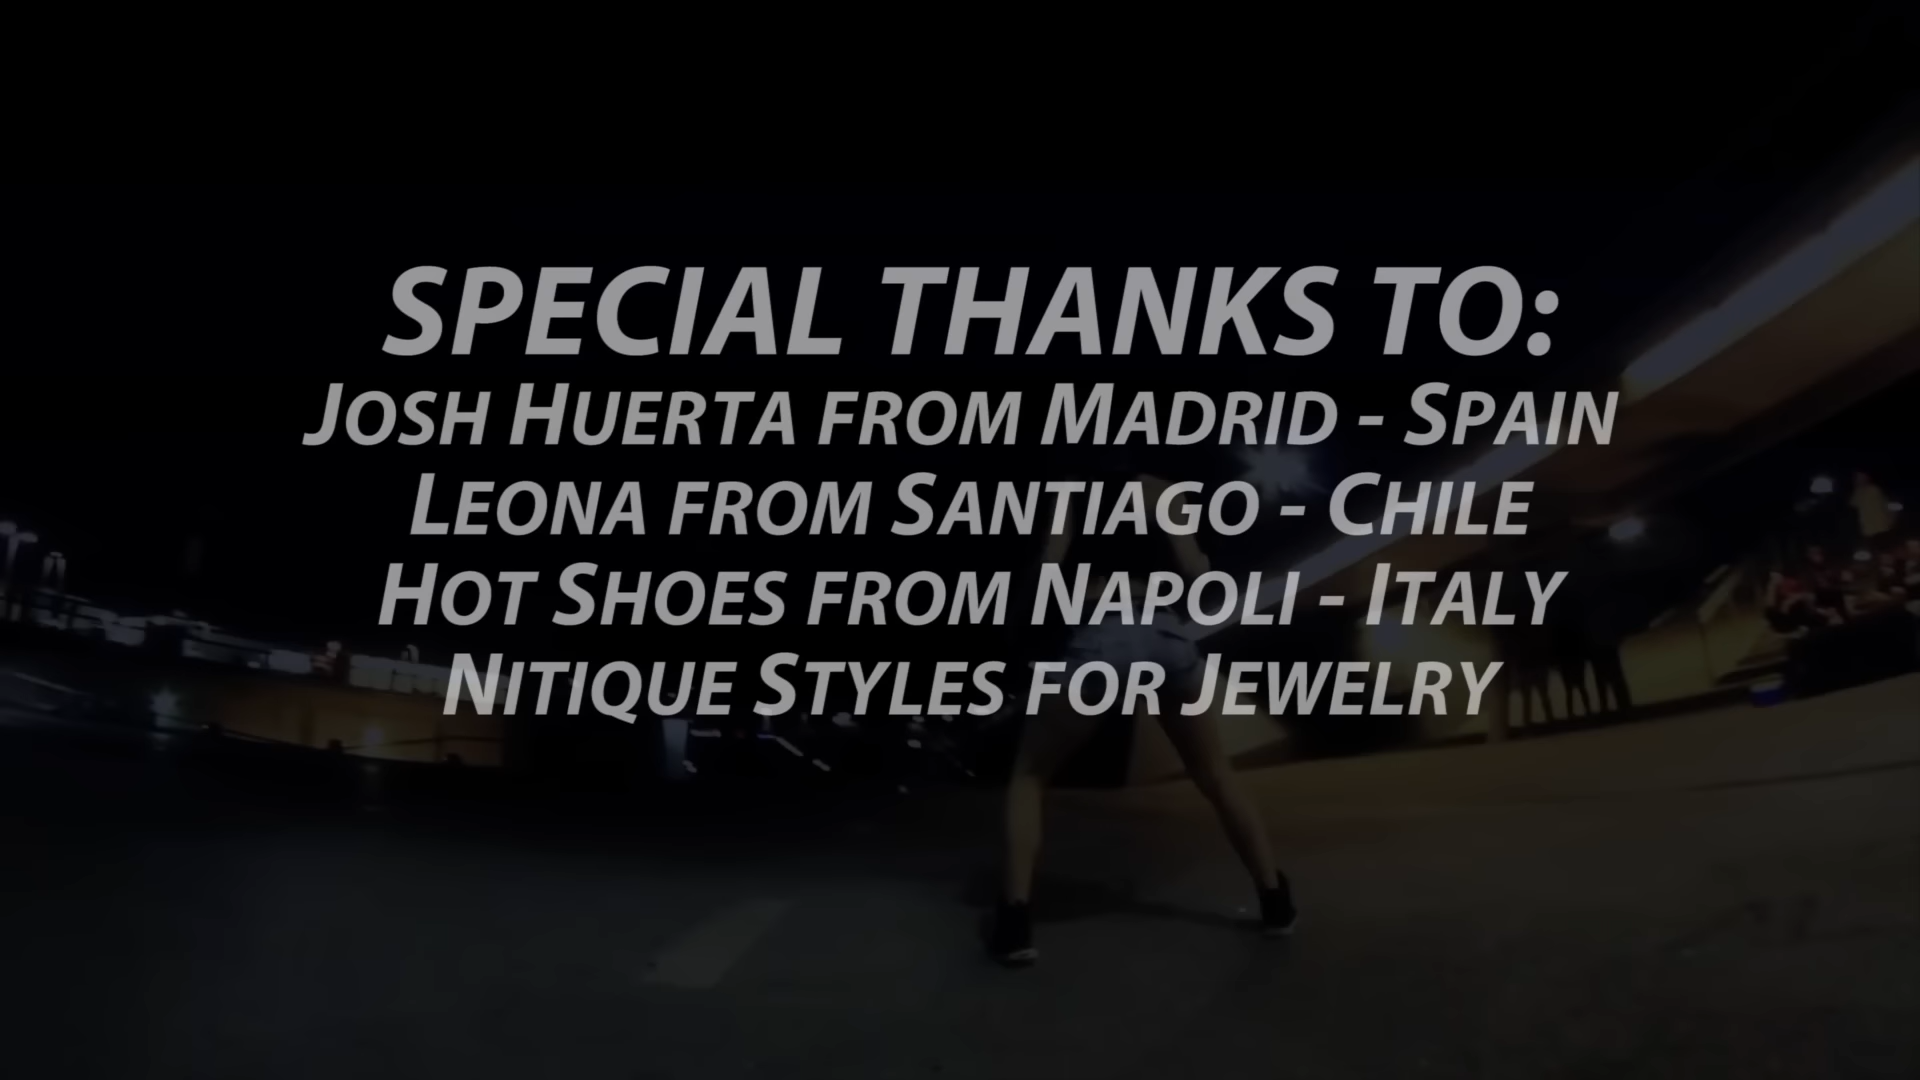 SPECIAL THANKS TO:
JOSH HUERTA FROM MADRID - SPAIN
LEONA FROM SANTIAGO - CHILE
HOT SHOES FROM NAPOLI - ITALY
NITIQUE STYLES FOR JEWELRY